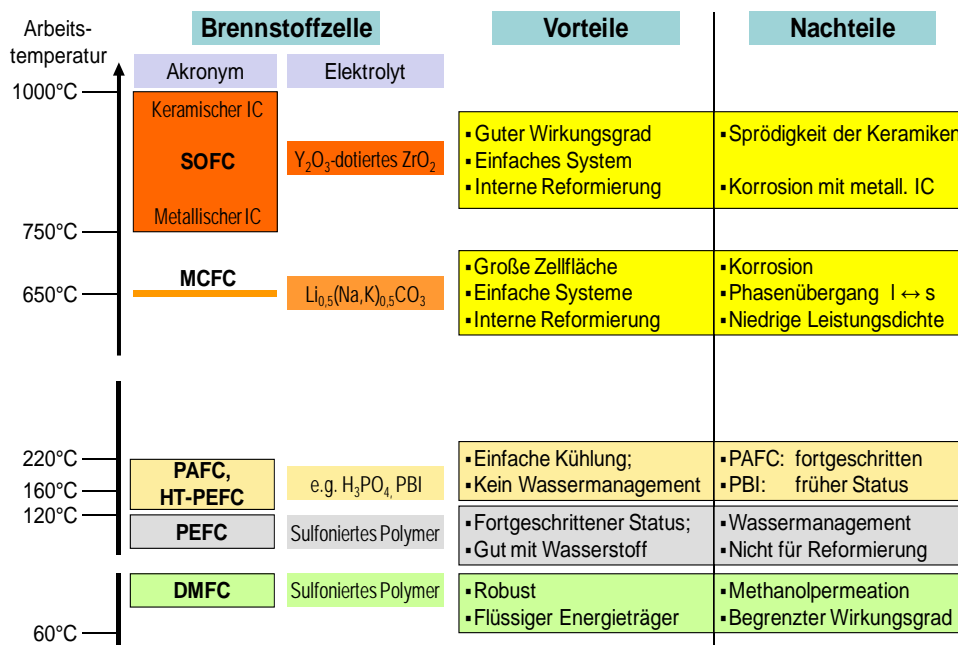 Arbeits-
temperatur
Brennstoffzelle
Vorteile
Nachteile
Akronym
Elektrolyt
1000°C
Keramischer IC
SOFC
Metallischer IC
Y₂O₃-dotiertes ZrO₂
▪Guter Wirkungsgrad
▪Einfaches System
▪Interne Reformierung
▪Sprödigkeit der Keramiken
▪Korrosion mit metall. IC
750°C
MCFC
650°C
Li₀,₅(Na,K)₀,₅CO₃
▪Große Zellfläche
▪Einfache Systeme
▪Interne Reformierung
▪Korrosion
▪Phasenübergang l ↔ s
▪Niedrige Leistungsdichte
220°C
160°C
PAFC,
HT-PEFC
e.g. H₃PO₄, PBI
▪Einfache Kühlung;
▪Kein Wassermanagement
▪PAFC: fortgeschritten
▪PBI: früher Status
120°C
PEFC
Sulfoniertes Polymer
▪Fortgeschrittener Status;
▪Gut mit Wasserstoff
▪Wassermanagement
▪Nicht für Reformierung
DMFC
Sulfoniertes Polymer
▪Robust
▪Flüssiger Energieträger
▪Methanolpermeation
▪Begrenzter Wirkungsgrad
60°C